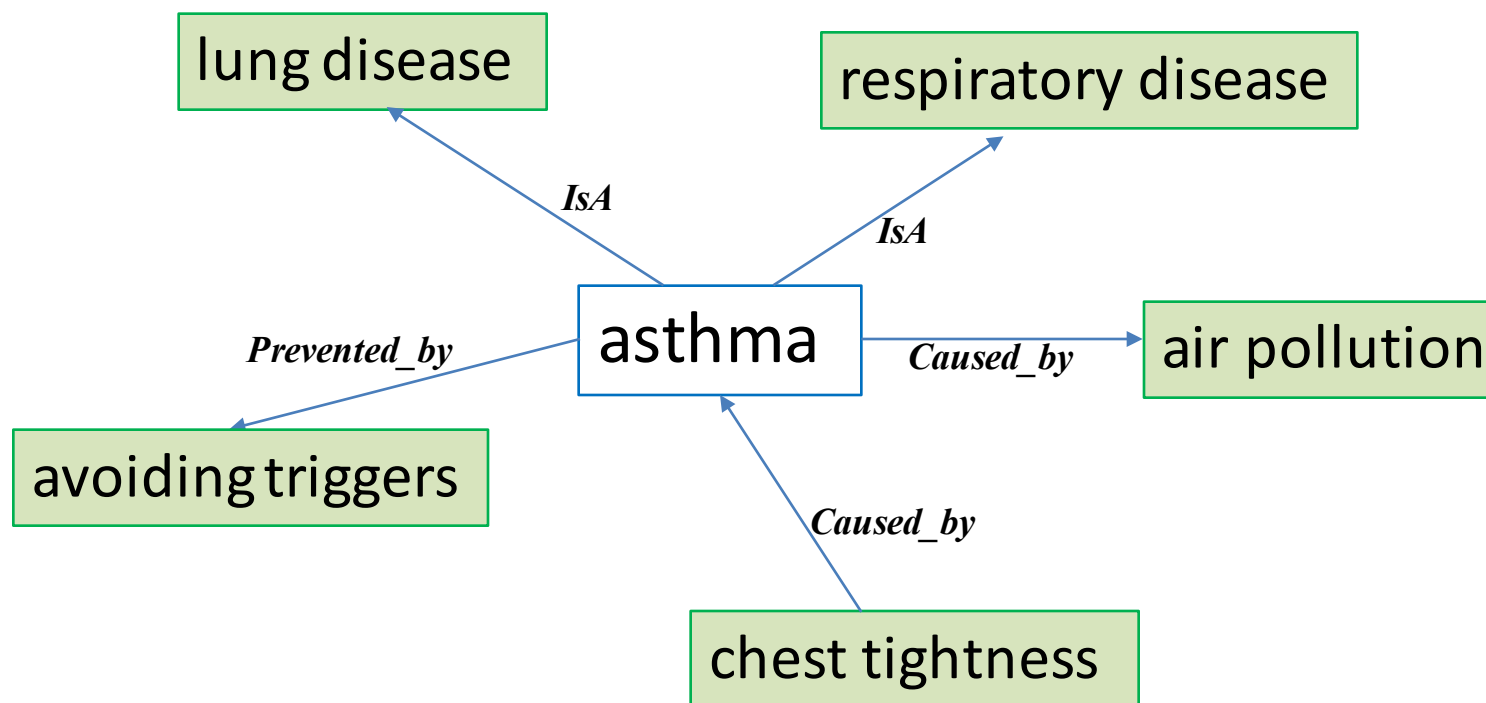 lung disease
respiratory disease
IsA
IsA
asthma
Prevented_by
Caused_by
air pollution
avoiding triggers
Caused_by
chest tightness